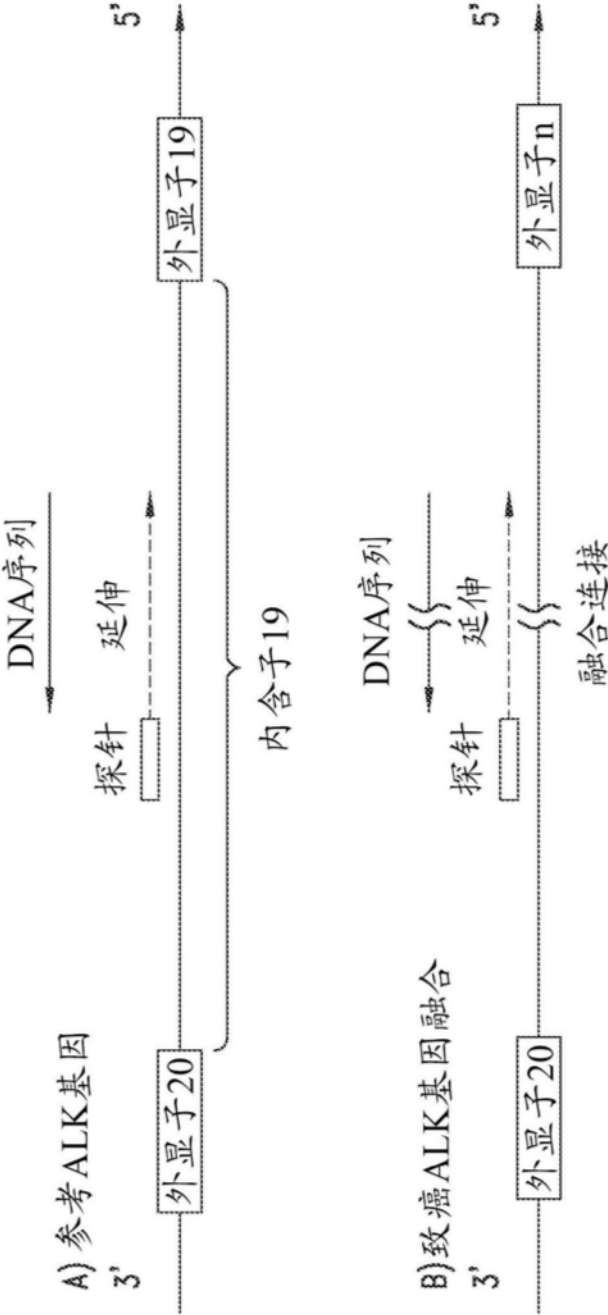 A) 参考ALK基因
DNA序列
探针
延伸
3'
外显子20
外显子19
5'
内含子19
B)致癌ALK基因融合
DNA序列
探针
延伸
3'
外显子20
外显子n
5'
融合连接